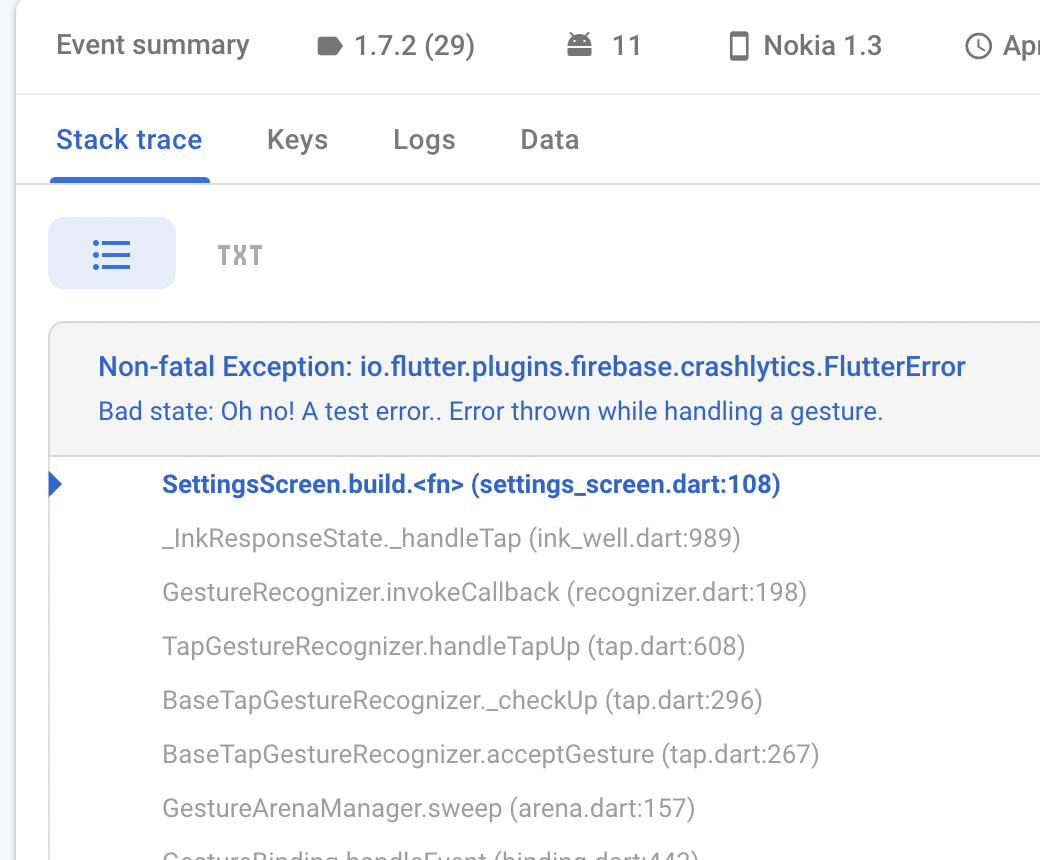 Event summary 1.7.2 (29) 11 Nokia 1.3
Stack trace Keys Logs Data
TXT
Non-fatal Exception: io.flutter.plugins.firebase.crashlytics.FlutterError
Bad state: Oh no! A test error.. Error thrown while handling a gesture.
SettingsScreen.build.<fn> (settings_screen.dart:108)
_InkResponseState._handleTap (ink_well.dart:989)
GestureRecognizer.invokeCallback (recognizer.dart:198)
TapGestureRecognizer.handleTapUp (tap.dart:608)
BaseTapGestureRecognizer._checkUp (tap.dart:296)
BaseTapGestureRecognizer.acceptGesture (tap.dart:267)
GestureArenaManager.sweep (arena.dart:157)